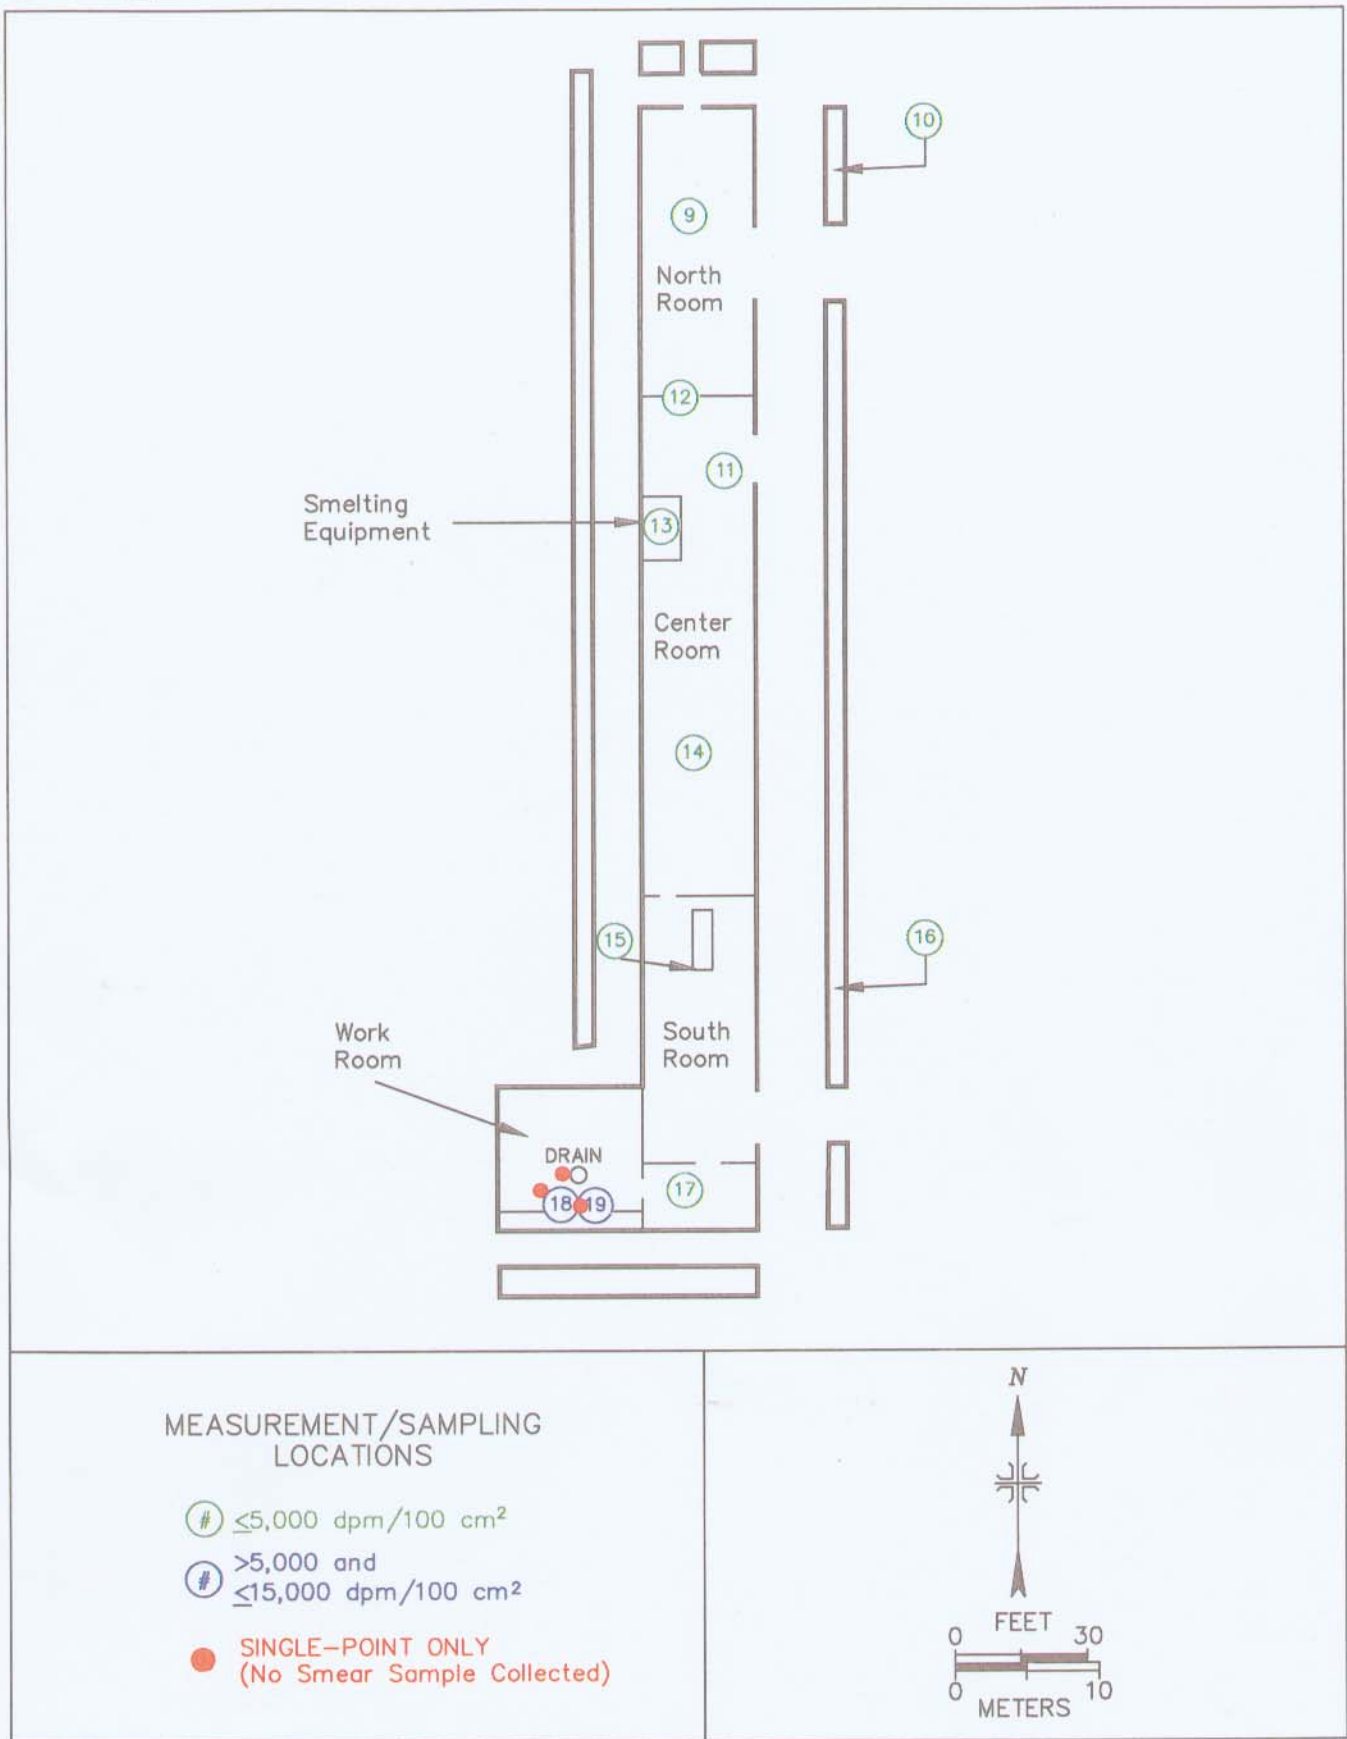 10
9
North
Room
12
11
Smelting
Equipment
13
Center
Room
14
15
16
Work
Room
South
Room
DRAIN
17
18
19
MEASUREMENT/SAMPLING
LOCATIONS
# ≤5,000 dpm/100 cm²
# >5,000 and
≤15,000 dpm/100 cm²
SINGLE-POINT ONLY
(No Smear Sample Collected)
N
FEET
0 30
0 10
METERS